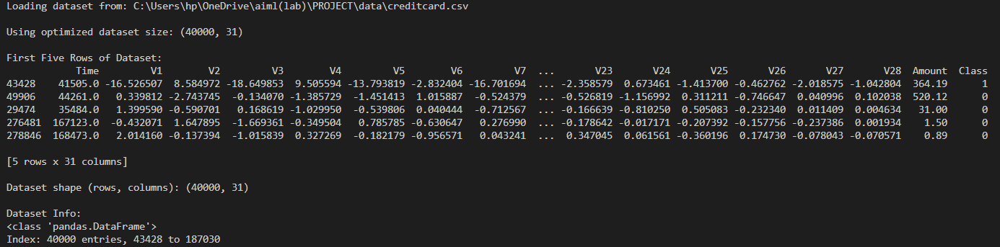 Loading dataset from: C:\Users\hp\OneDrive\aiml(lab)\PROJECT\data\creditcard.csv
Using optimized dataset size: (40000, 31)
First Five Rows of Dataset:
Time V1 V2 V3 V4 V5 V6 V7 ... V23 V24 V25 V26 V27 V28 Amount Class
43428 41505.0 -16.526507 8.584972 -18.649853 9.505594 -13.793819 -2.832404 -16.701694 ... -2.358579 0.673461 -1.413700 -0.462762 -2.018575 -1.042804 364.19 1
49906 44261.0 0.339812 -2.743745 -0.134070 -1.385729 -1.451413 1.015887 -0.524379 ... -0.526819 -1.156992 0.311211 -0.746647 0.040996 0.102038 520.12 0
29474 35484.0 1.399590 -0.590701 0.168619 -1.029950 -0.539806 0.040444 -0.712567 ... -0.166639 -0.810250 0.505083 -0.232340 0.011409 0.004634 31.00 0
276481 167123.0 -0.432071 1.647895 -1.669361 -0.349504 0.785785 -0.630647 0.276990 ... -0.178642 -0.017171 -0.207392 -0.157756 -0.237386 0.001934 1.50 0
278846 168473.0 2.014160 -0.137394 -1.015839 0.327269 -0.182179 -0.956571 0.043241 ... 0.347045 0.061561 -0.360196 0.174730 -0.078043 -0.070571 0.89 0
[5 rows x 31 columns]
Dataset shape (rows, columns): (40000, 31)
Dataset Info:
<class 'pandas.DataFrame'>
Index: 40000 entries, 43428 to 187030